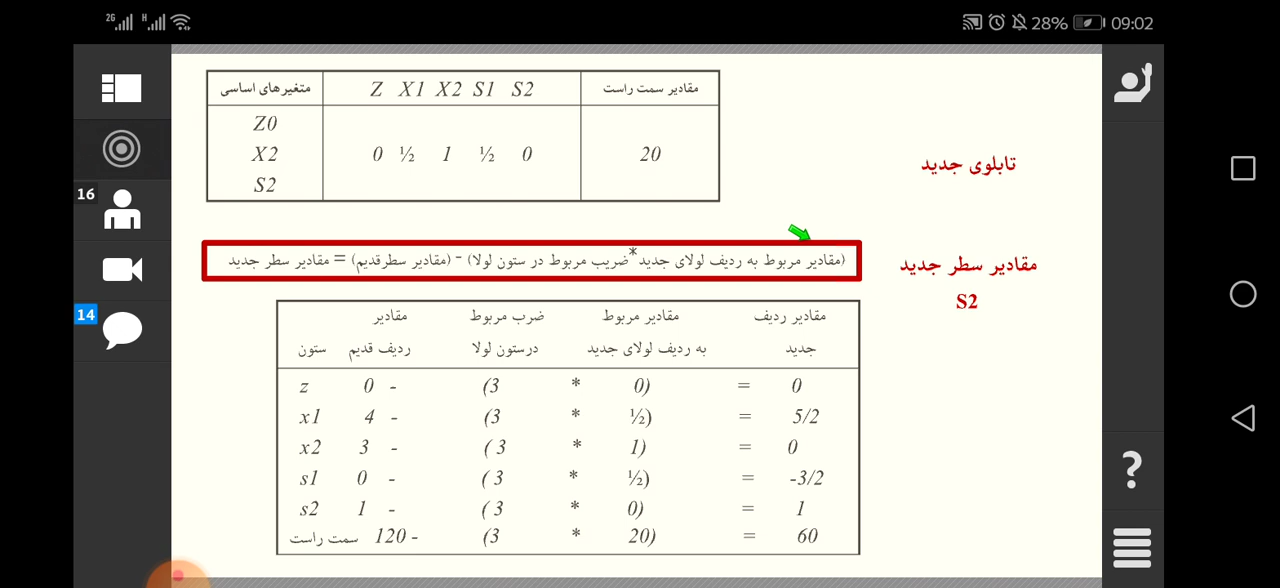 2G H 28% 09:02
متغیرهای اساسی Z X1 X2 S1 S2 مقادیر سمت راست
Z0
X2 0 ½ 1 ½ 0 20
S2
تابلوی جدید
(مقادیر مربوط به ردیف لولای جدید*ضریب مربوط در ستون لولا) - (مقادیر سطرقدیم) = مقادیر سطر جدید
مقادیر سطر جدید
S2
16
14
مقادیر ضرب مربوط مقادیر مربوط مقادیر ردیف
ستون ردیف قدیم درستون لولا به ردیف لولای جدید جدید
z 0 - (3 * 0) = 0
x1 4 - (3 * ½) = 5/2
x2 3 - (3 * 1) = 0
s1 0 - (3 * ½) = -3/2
s2 1 - (3 * 0) = 1
سمت راست 120 - (3 * 20) = 60
?